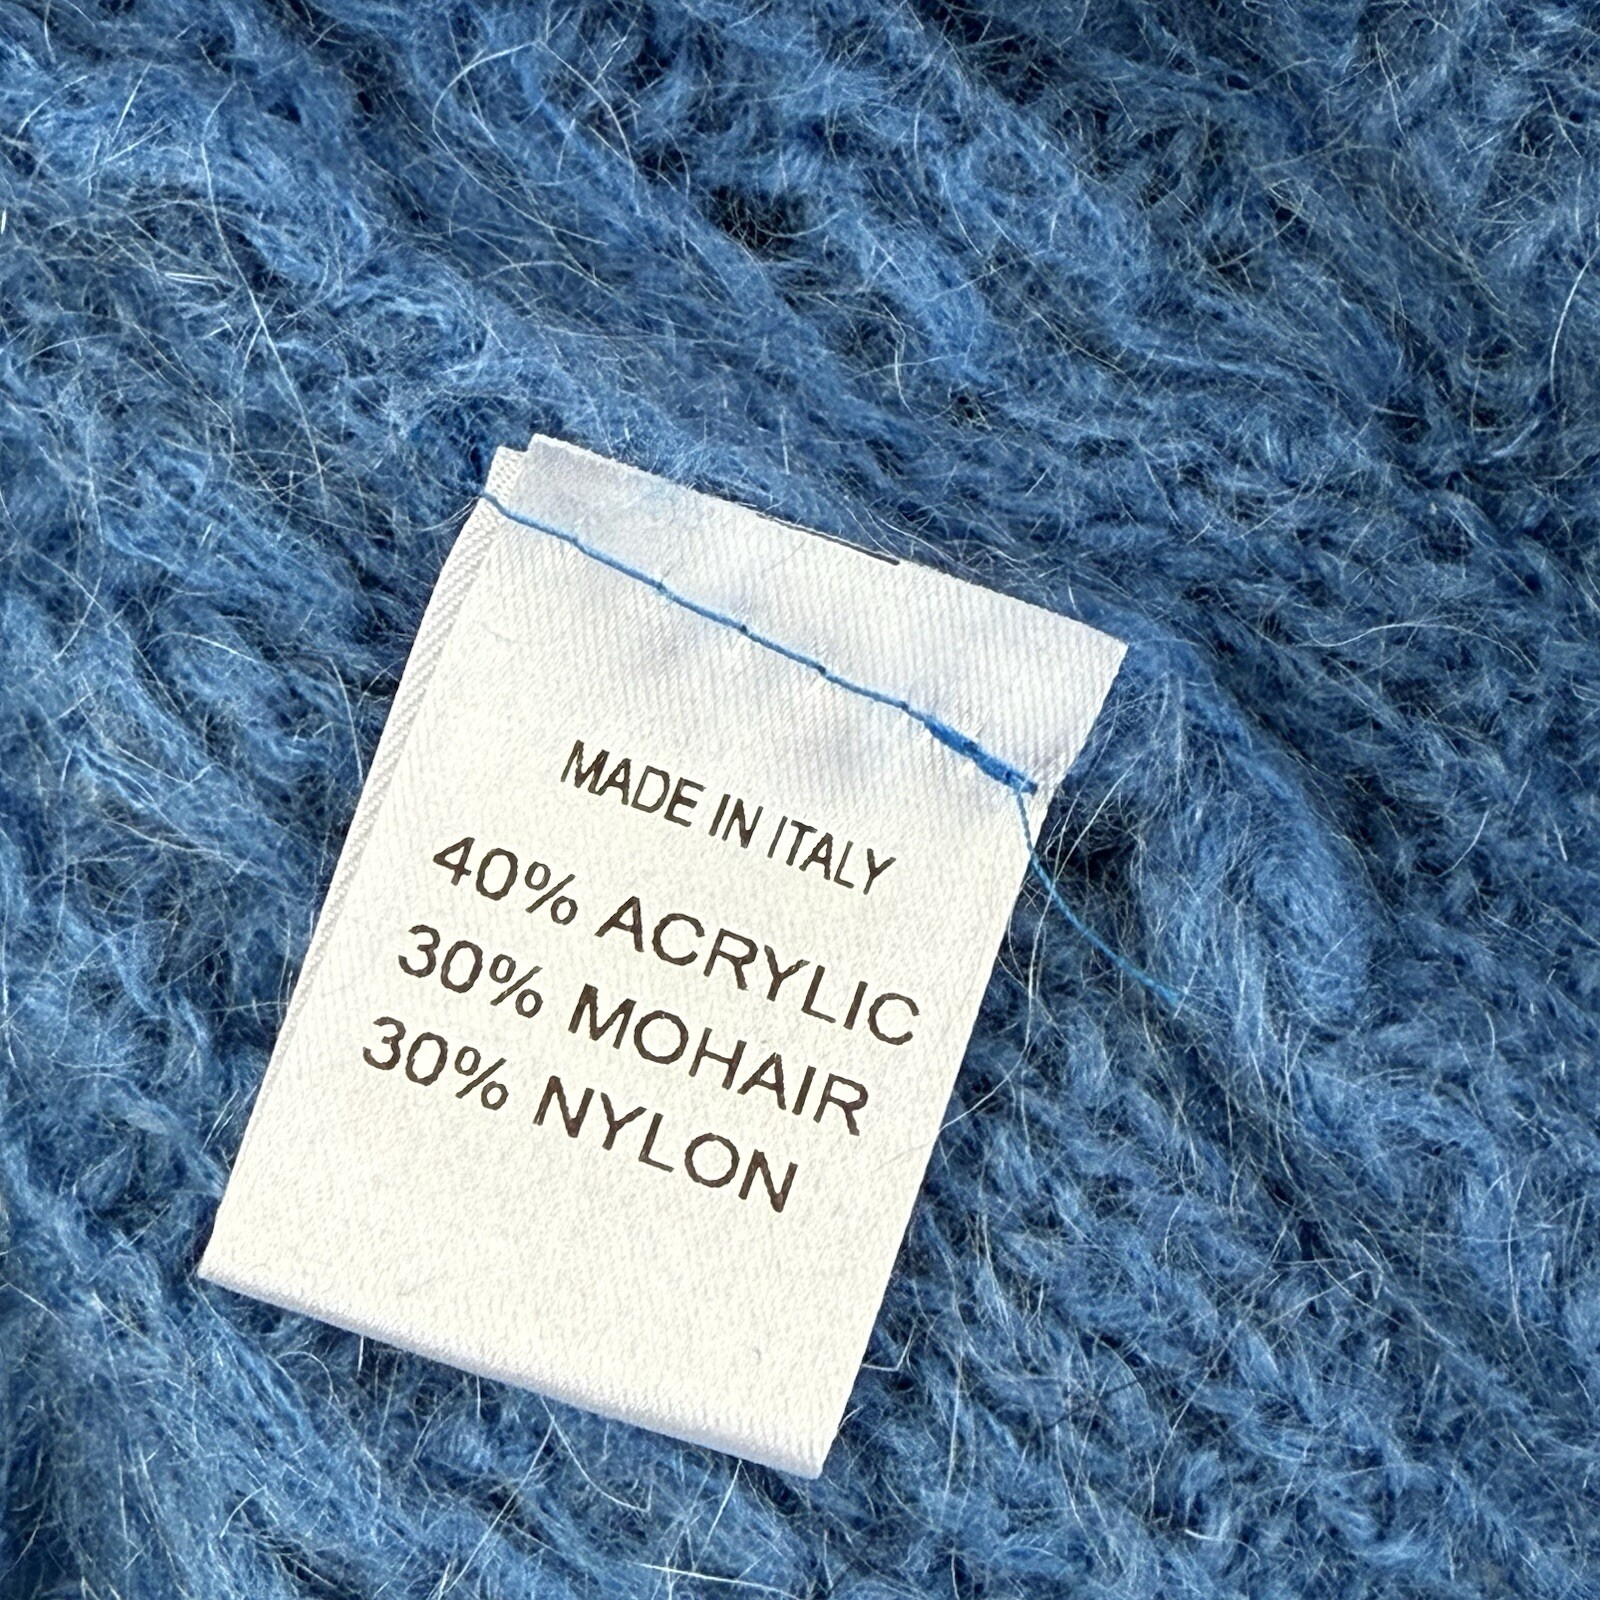 MADE IN ITALY
40% ACRYLIC
30% MOHAIR
30% NYLON